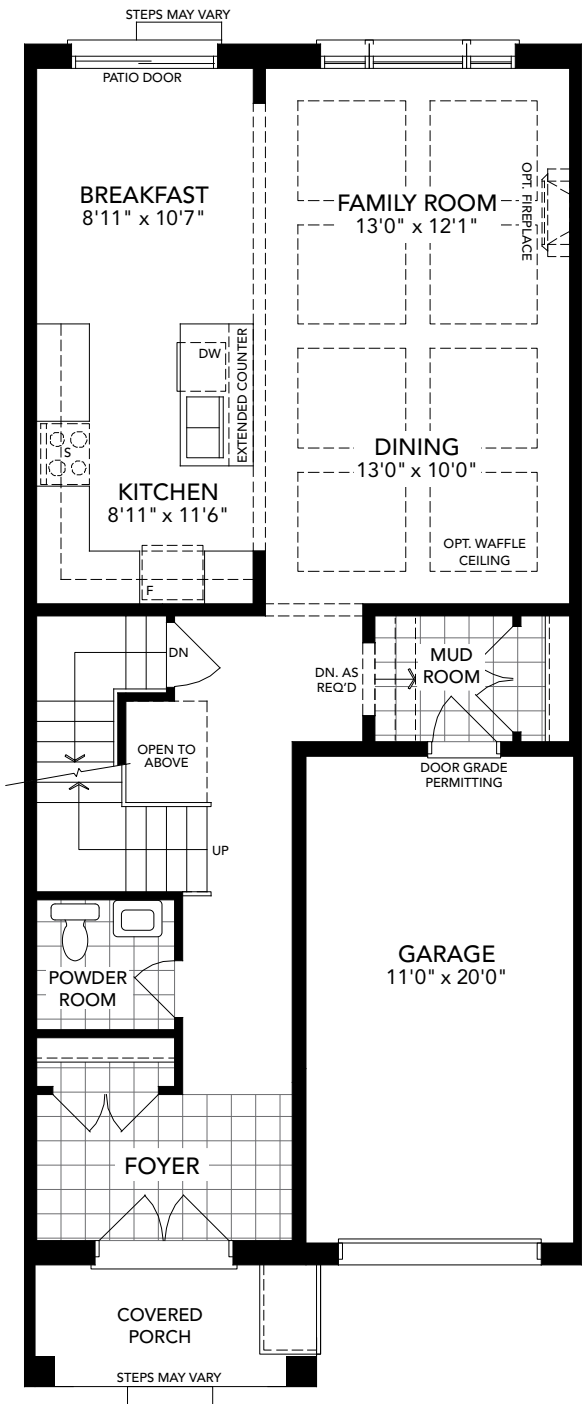 STEPS MAY VARY
PATIO DOOR
BREAKFAST
8'11" x 10'7"
FAMILY ROOM
13'0" x 12'1"
OPT. FIREPLACE
DW
EXTENDED COUNTER
S
KITCHEN
8'11" x 11'6"
DINING
13'0" x 10'0"
OPT. WAFFLE
CEILING
F
DN
MUD
ROOM
DN. AS
REQ'D
OPEN TO
ABOVE
DOOR GRADE
PERMITTING
UP
GARAGE
11'0" x 20'0"
POWDER
ROOM
FOYER
COVERED
PORCH
STEPS MAY VARY